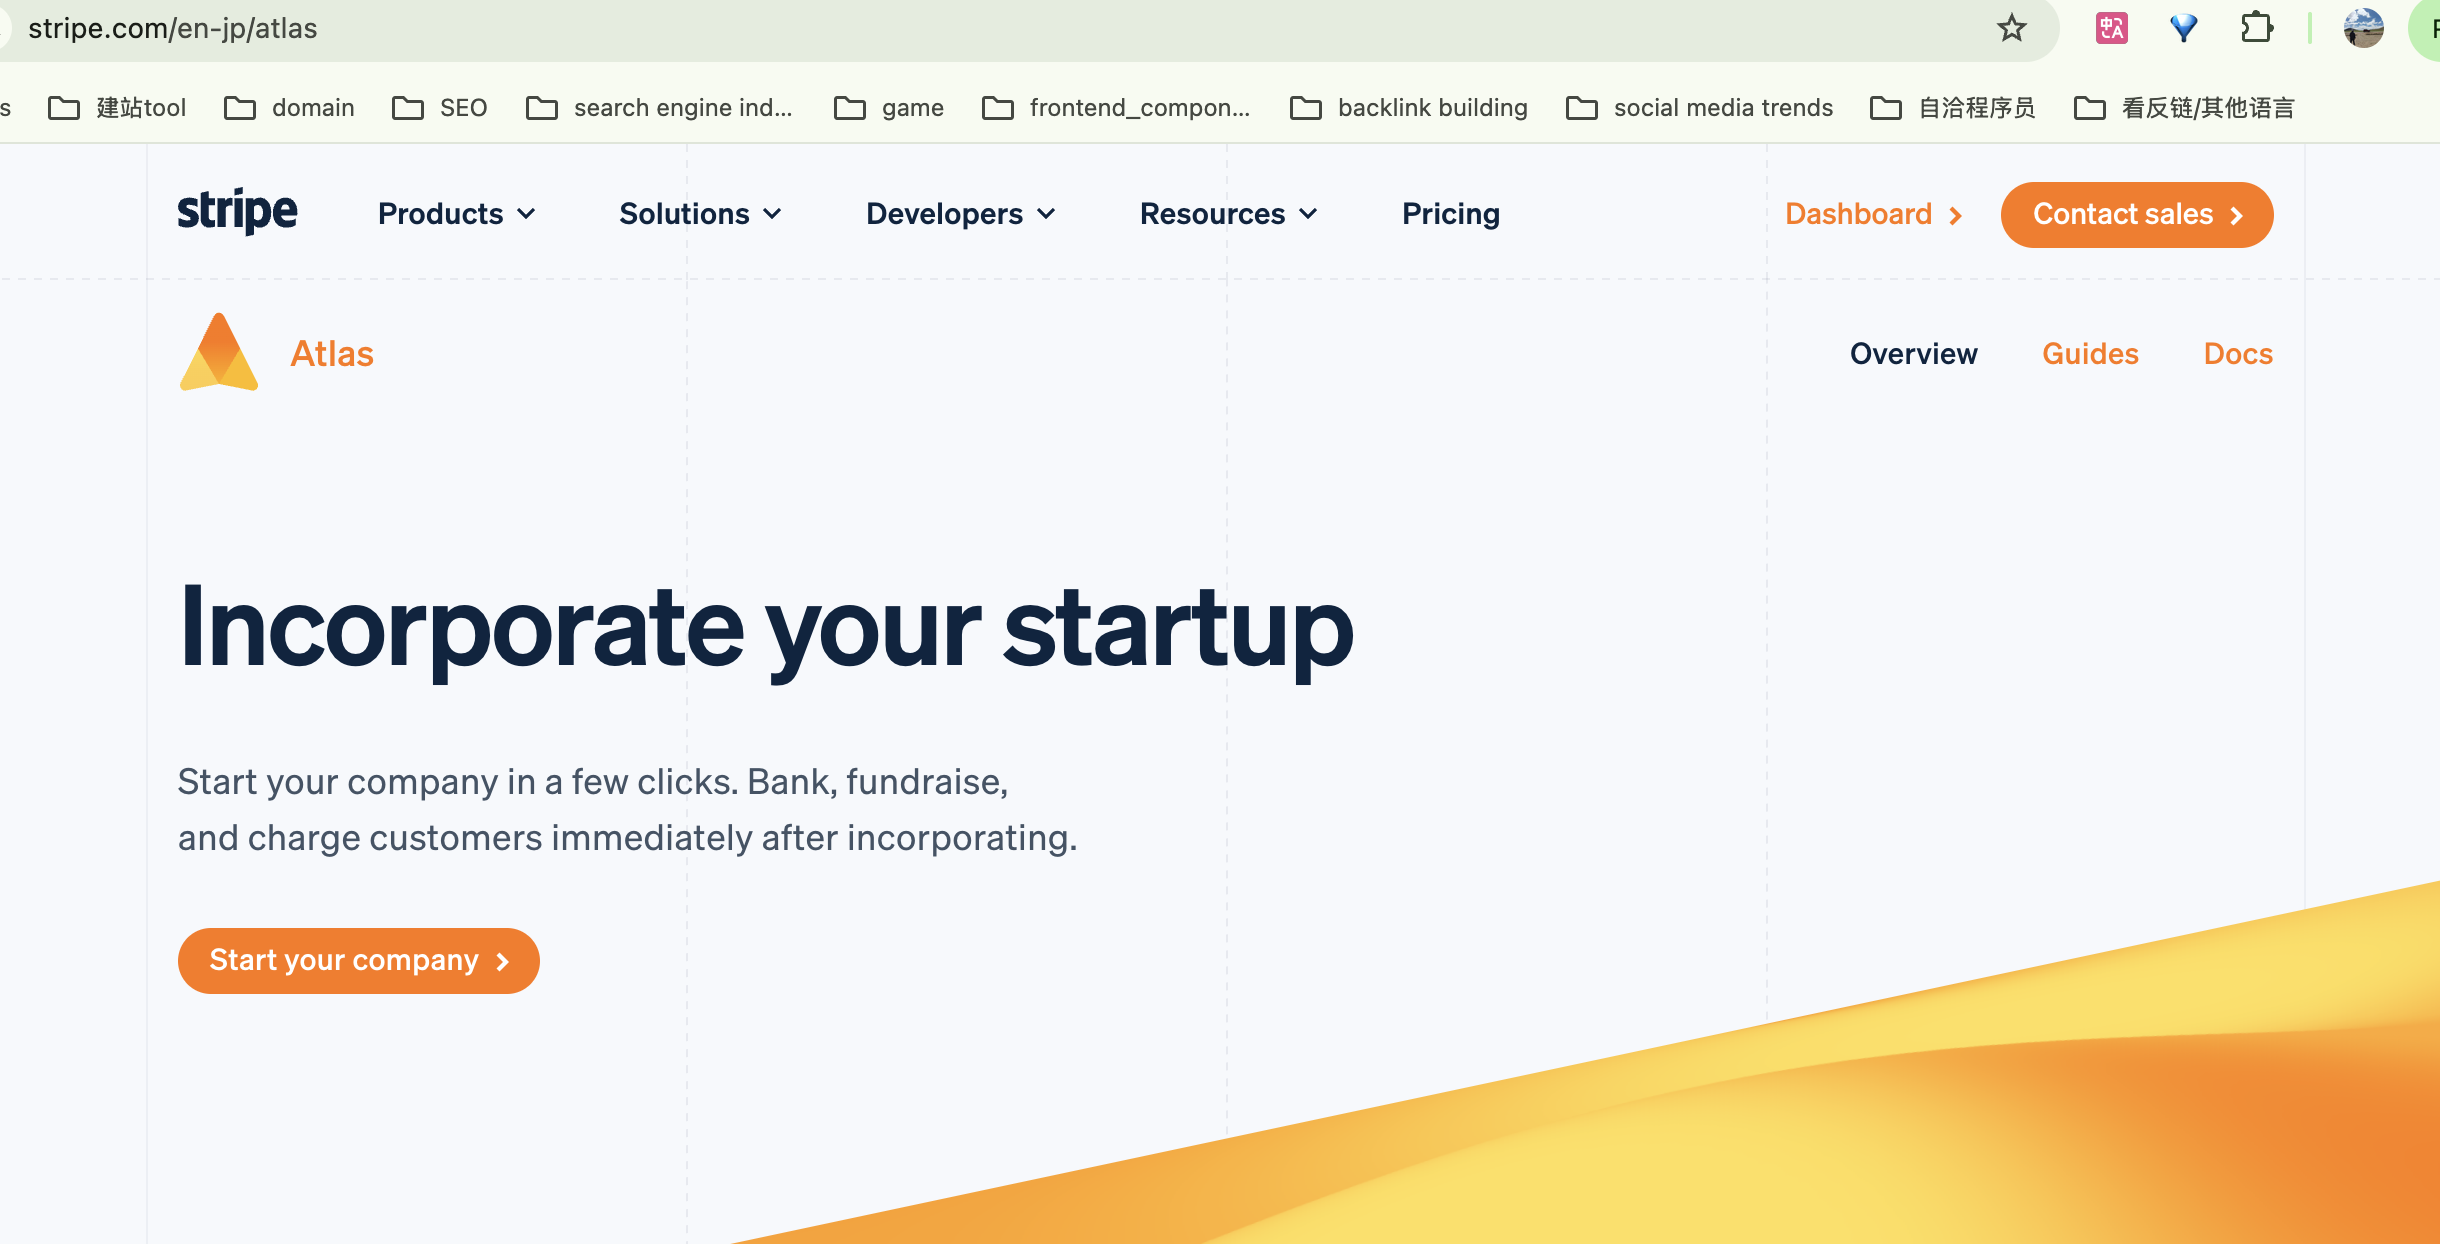 stripe.com/en-jp/atlas
s 建站tool domain SEO search engine ind... game frontend_compon... backlink building social media trends 自洽程序员 看反链/其他语言
stripe Products Solutions Developers Resources Pricing Dashboard Contact sales
Atlas Overview Guides Docs
Incorporate your startup
Start your company in a few clicks. Bank, fundraise,
and charge customers immediately after incorporating.
Start your company